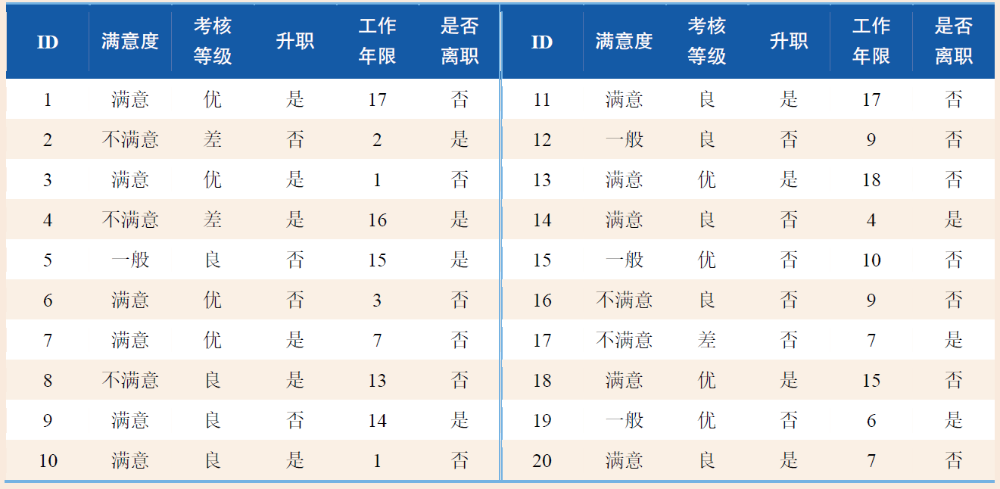 ID 满意度 考核等级 升职 工作年限 是否离职 ID 满意度 考核等级 升职 工作年限 是否离职
1 满意 优 是 17 否 11 满意 良 是 17 否
2 不满意 差 否 2 是 12 一般 良 否 9 否
3 满意 优 是 1 否 13 满意 优 是 18 否
4 不满意 差 是 16 是 14 满意 良 否 4 是
5 一般 良 否 15 是 15 一般 优 否 10 否
6 满意 优 否 3 否 16 不满意 良 否 9 否
7 满意 优 是 7 否 17 不满意 差 否 7 是
8 不满意 良 是 13 否 18 满意 优 是 15 否
9 满意 良 否 14 是 19 一般 优 否 6 是
10 满意 良 是 1 否 20 满意 良 是 7 否